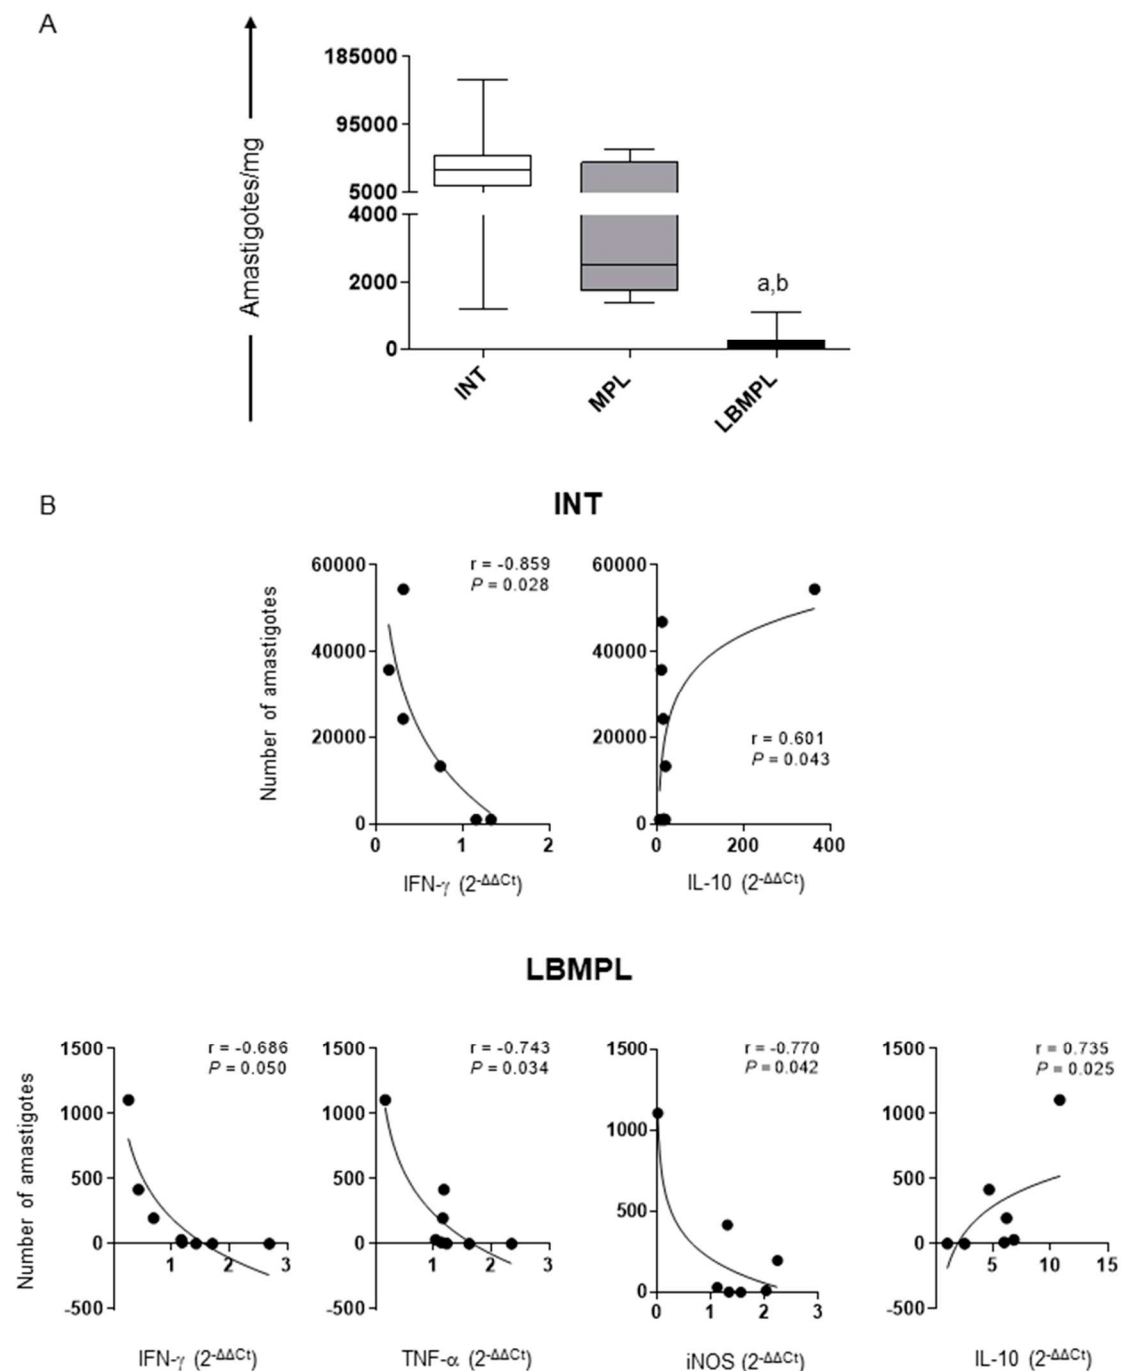 A
Amastigotes/mg
185000
95000
5000
4000
2000
0
a,b
INT
MPL
LBMPL
B
INT
Number of amastigotes
60000
40000
20000
0
0
1
2
r = -0.859
P = 0.028
IFN-γ (2-ΔΔCt)
60000
40000
20000
0
0
200
400
r = 0.601
P = 0.043
IL-10 (2-ΔΔCt)
LBMPL
Number of amastigotes
1500
1000
500
0
-500
1
2
3
r = -0.686
P = 0.050
IFN-γ (2-ΔΔCt)
1500
1000
500
0
-500
1
2
3
r = -0.743
P = 0.034
TNF-α (2-ΔΔCt)
1500
1000
500
0
0
1
2
3
r = -0.770
P = 0.042
iNOS (2-ΔΔCt)
1500
1000
500
0
-500
5
10
15
r = 0.735
P = 0.025
IL-10 (2-ΔΔCt)